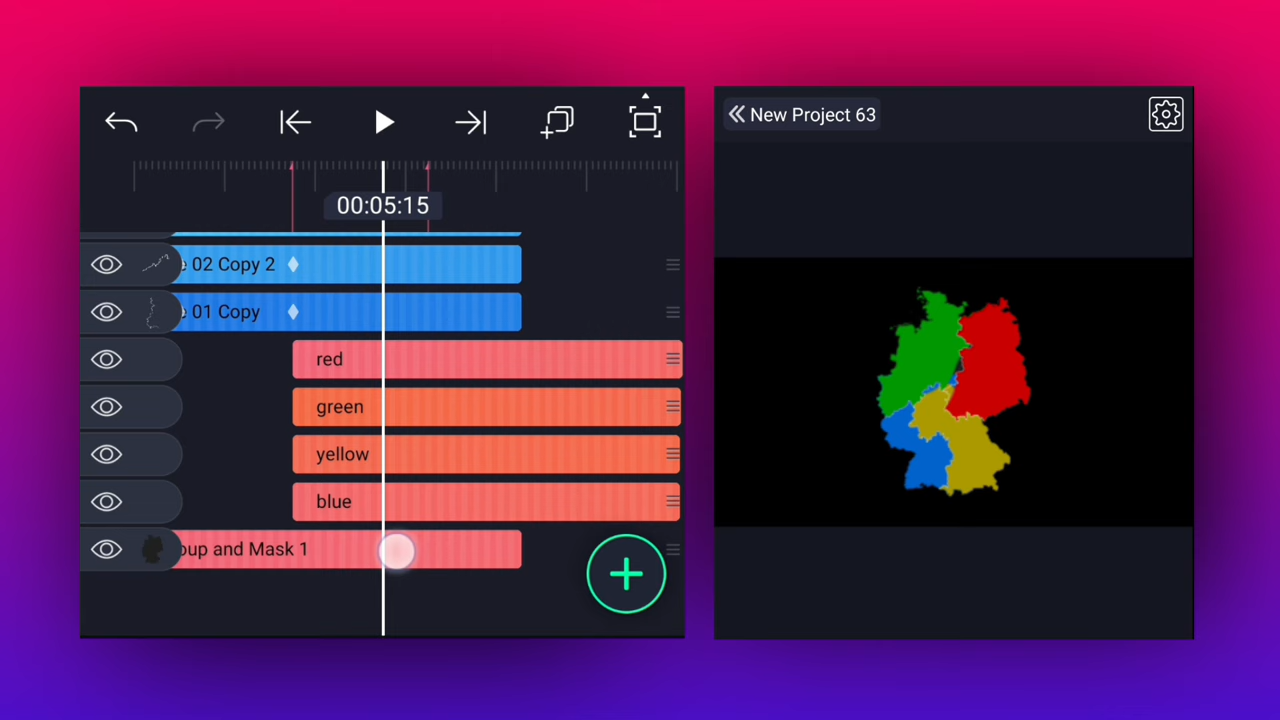 New Project 63
00:05:15
e 02 Copy 2
e 01 Copy
red
green
yellow
blue
oup and Mask 1